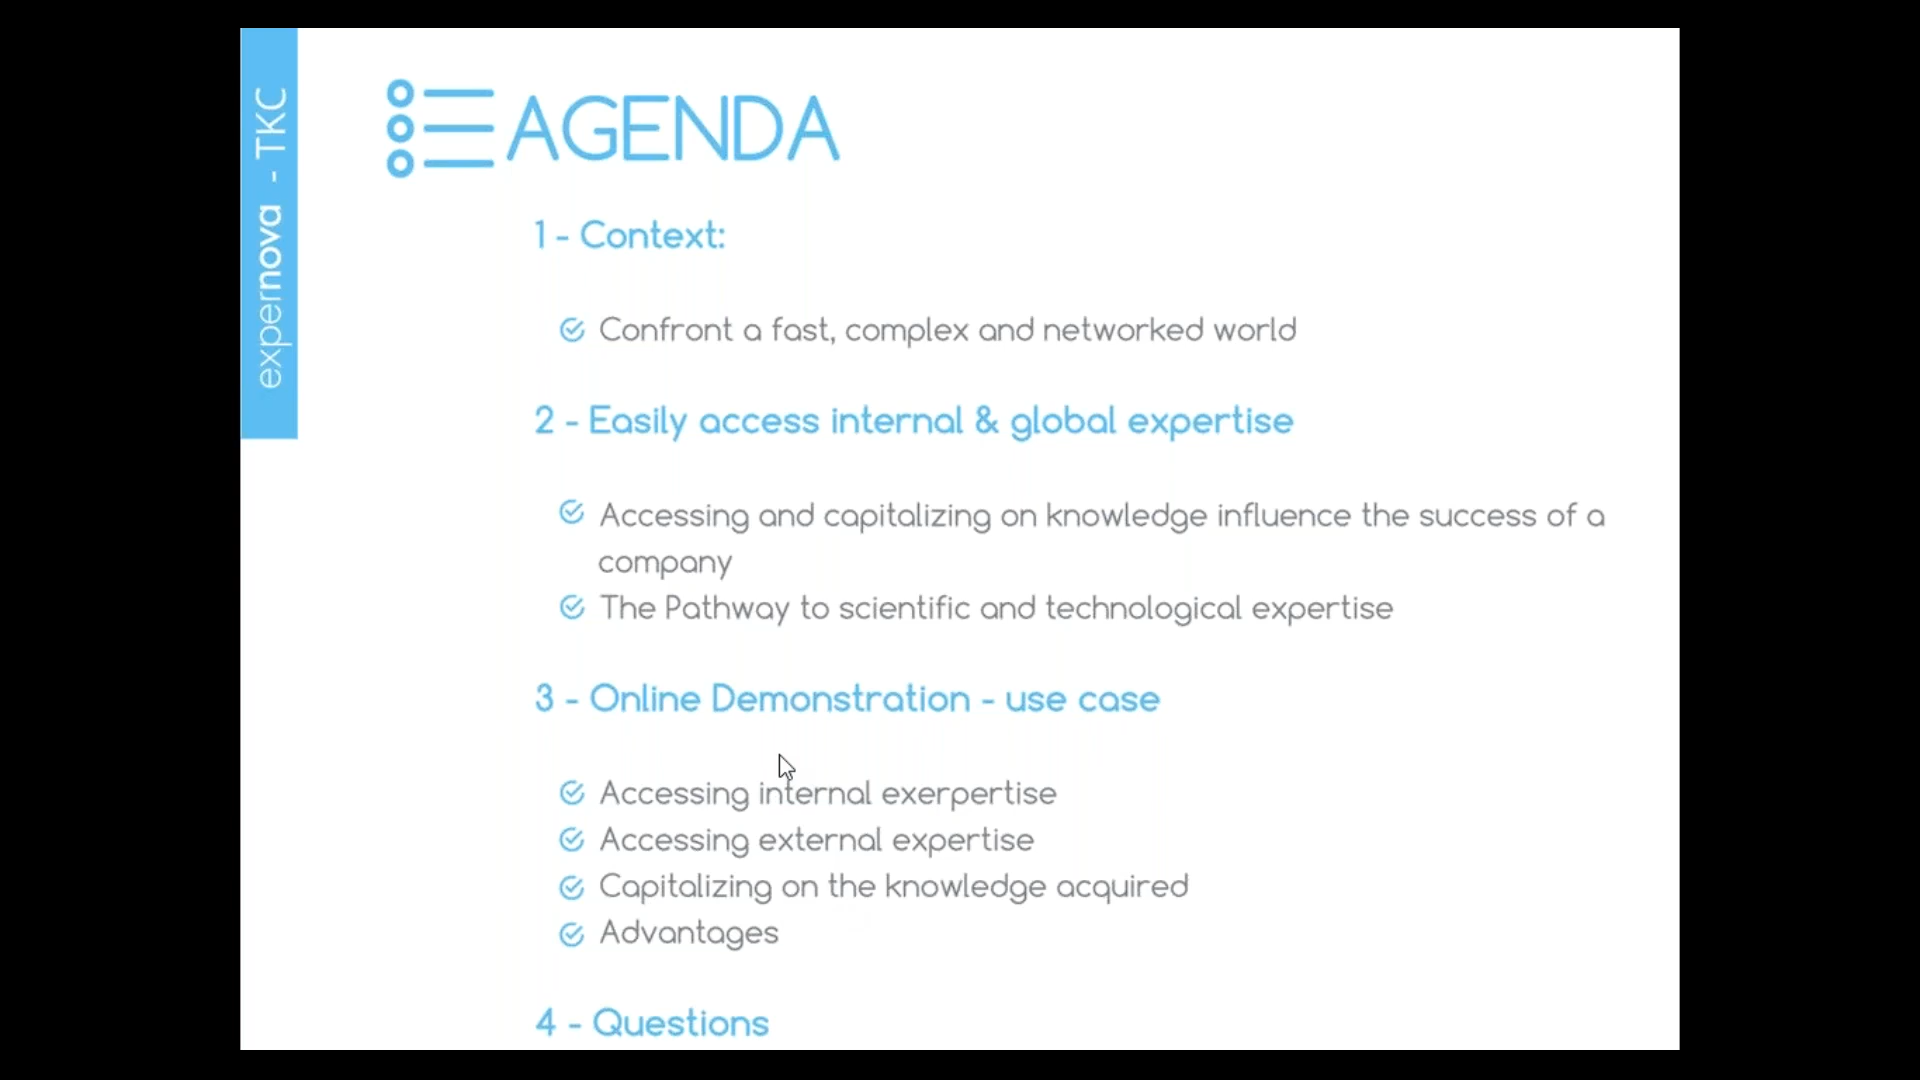 expernova - TKC
AGENDA
1 - Context:
Confront a fast, complex and networked world
2 - Easily access internal & global expertise
Accessing and capitalizing on knowledge influence the success of a
company
The Pathway to scientific and technological expertise
3 - Online Demonstration - use case
Accessing internal exerpertise
Accessing external expertise
Capitalizing on the knowledge acquired
Advantages
4 - Questions